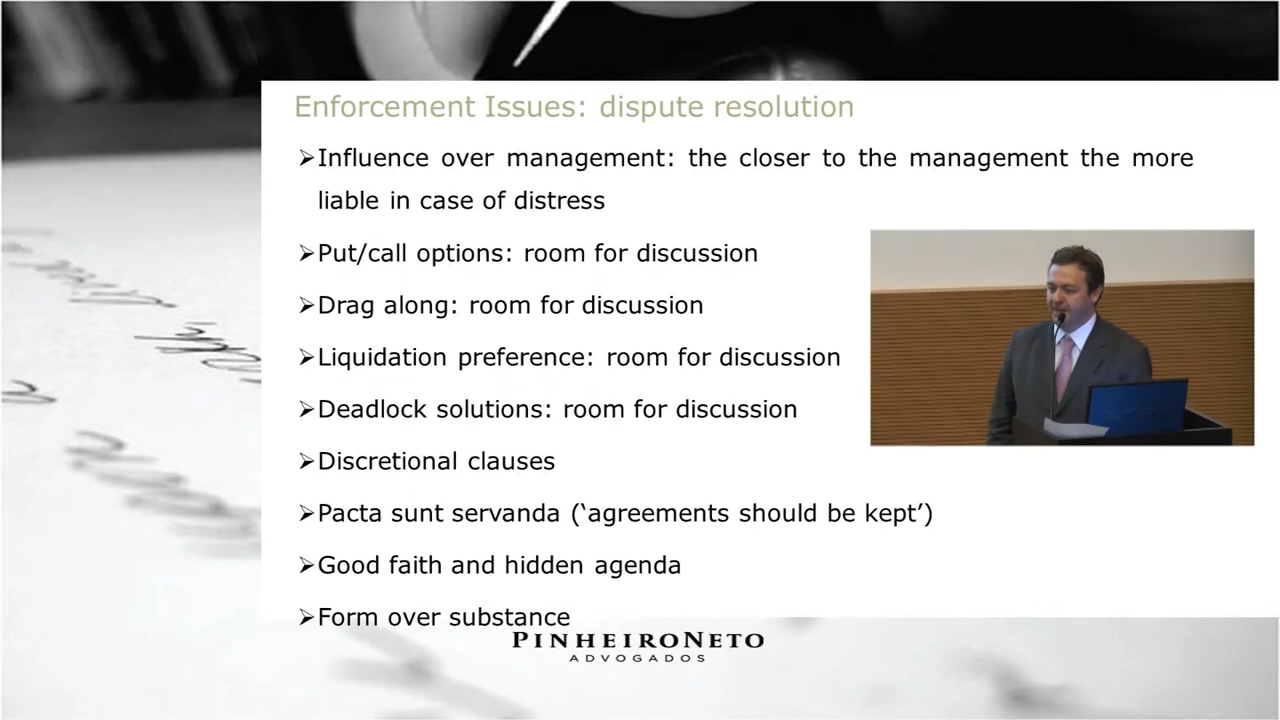 Enforcement Issues: dispute resolution
➢Influence over management: the closer to the management the more
liable in case of distress
➢Put/call options: room for discussion
➢Drag along: room for discussion
➢Liquidation preference: room for discussion
➢Deadlock solutions: room for discussion
➢Discretional clauses
➢Pacta sunt servanda (‘agreements should be kept’)
➢Good faith and hidden agenda
➢Form over substance
PINHEIRONETO
ADVOGADOS